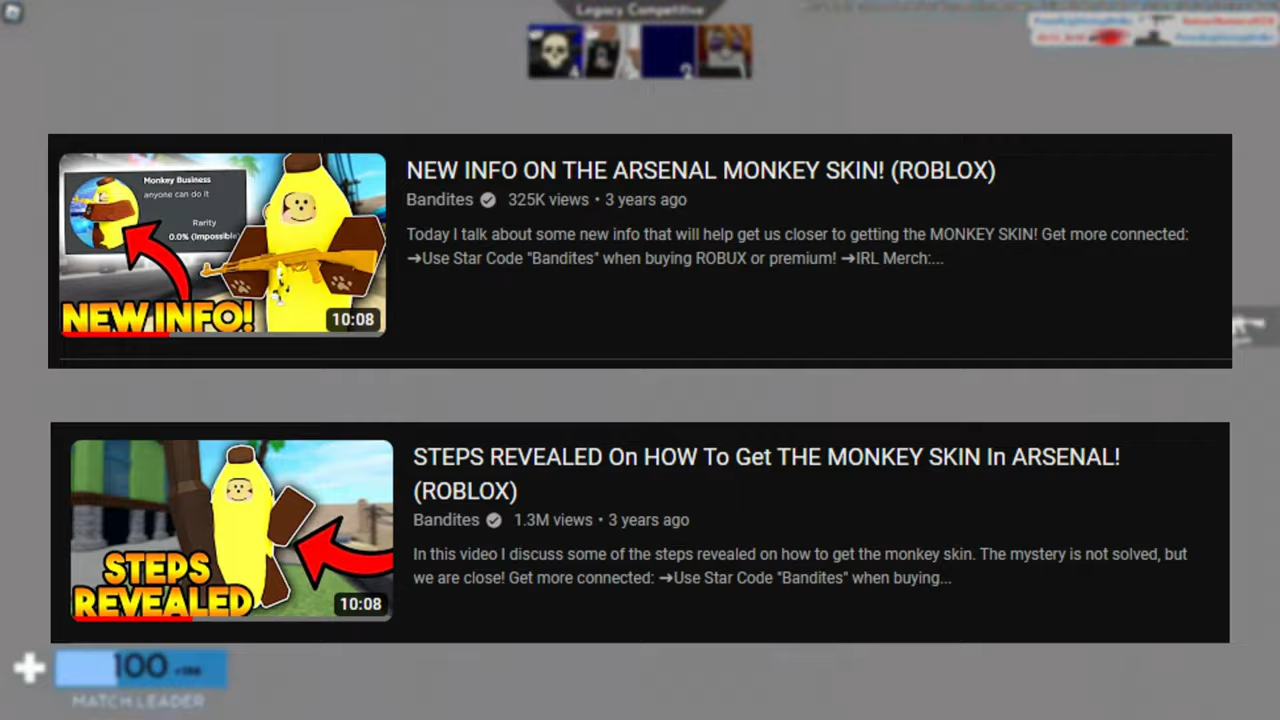 Legacy Competitive
4
2
Monkey Business
anyone can do it
Rarity
0.0% (Impossible
NEW INFO!
10:08
NEW INFO ON THE ARSENAL MONKEY SKIN! (ROBLOX)
Bandites 325K views • 3 years ago
Today I talk about some new info that will help get us closer to getting the MONKEY SKIN! Get more connected:
➔Use Star Code "Bandites" when buying ROBUX or premium! ➔IRL Merch:...
STEPS
REVEALED
10:08
STEPS REVEALED On HOW To Get THE MONKEY SKIN In ARSENAL!
(ROBLOX)
Bandites 1.3M views • 3 years ago
In this video I discuss some of the steps revealed on how to get the monkey skin. The mystery is not solved, but
we are close! Get more connected: ➔Use Star Code "Bandites" when buying...
100
MATCH LEADER